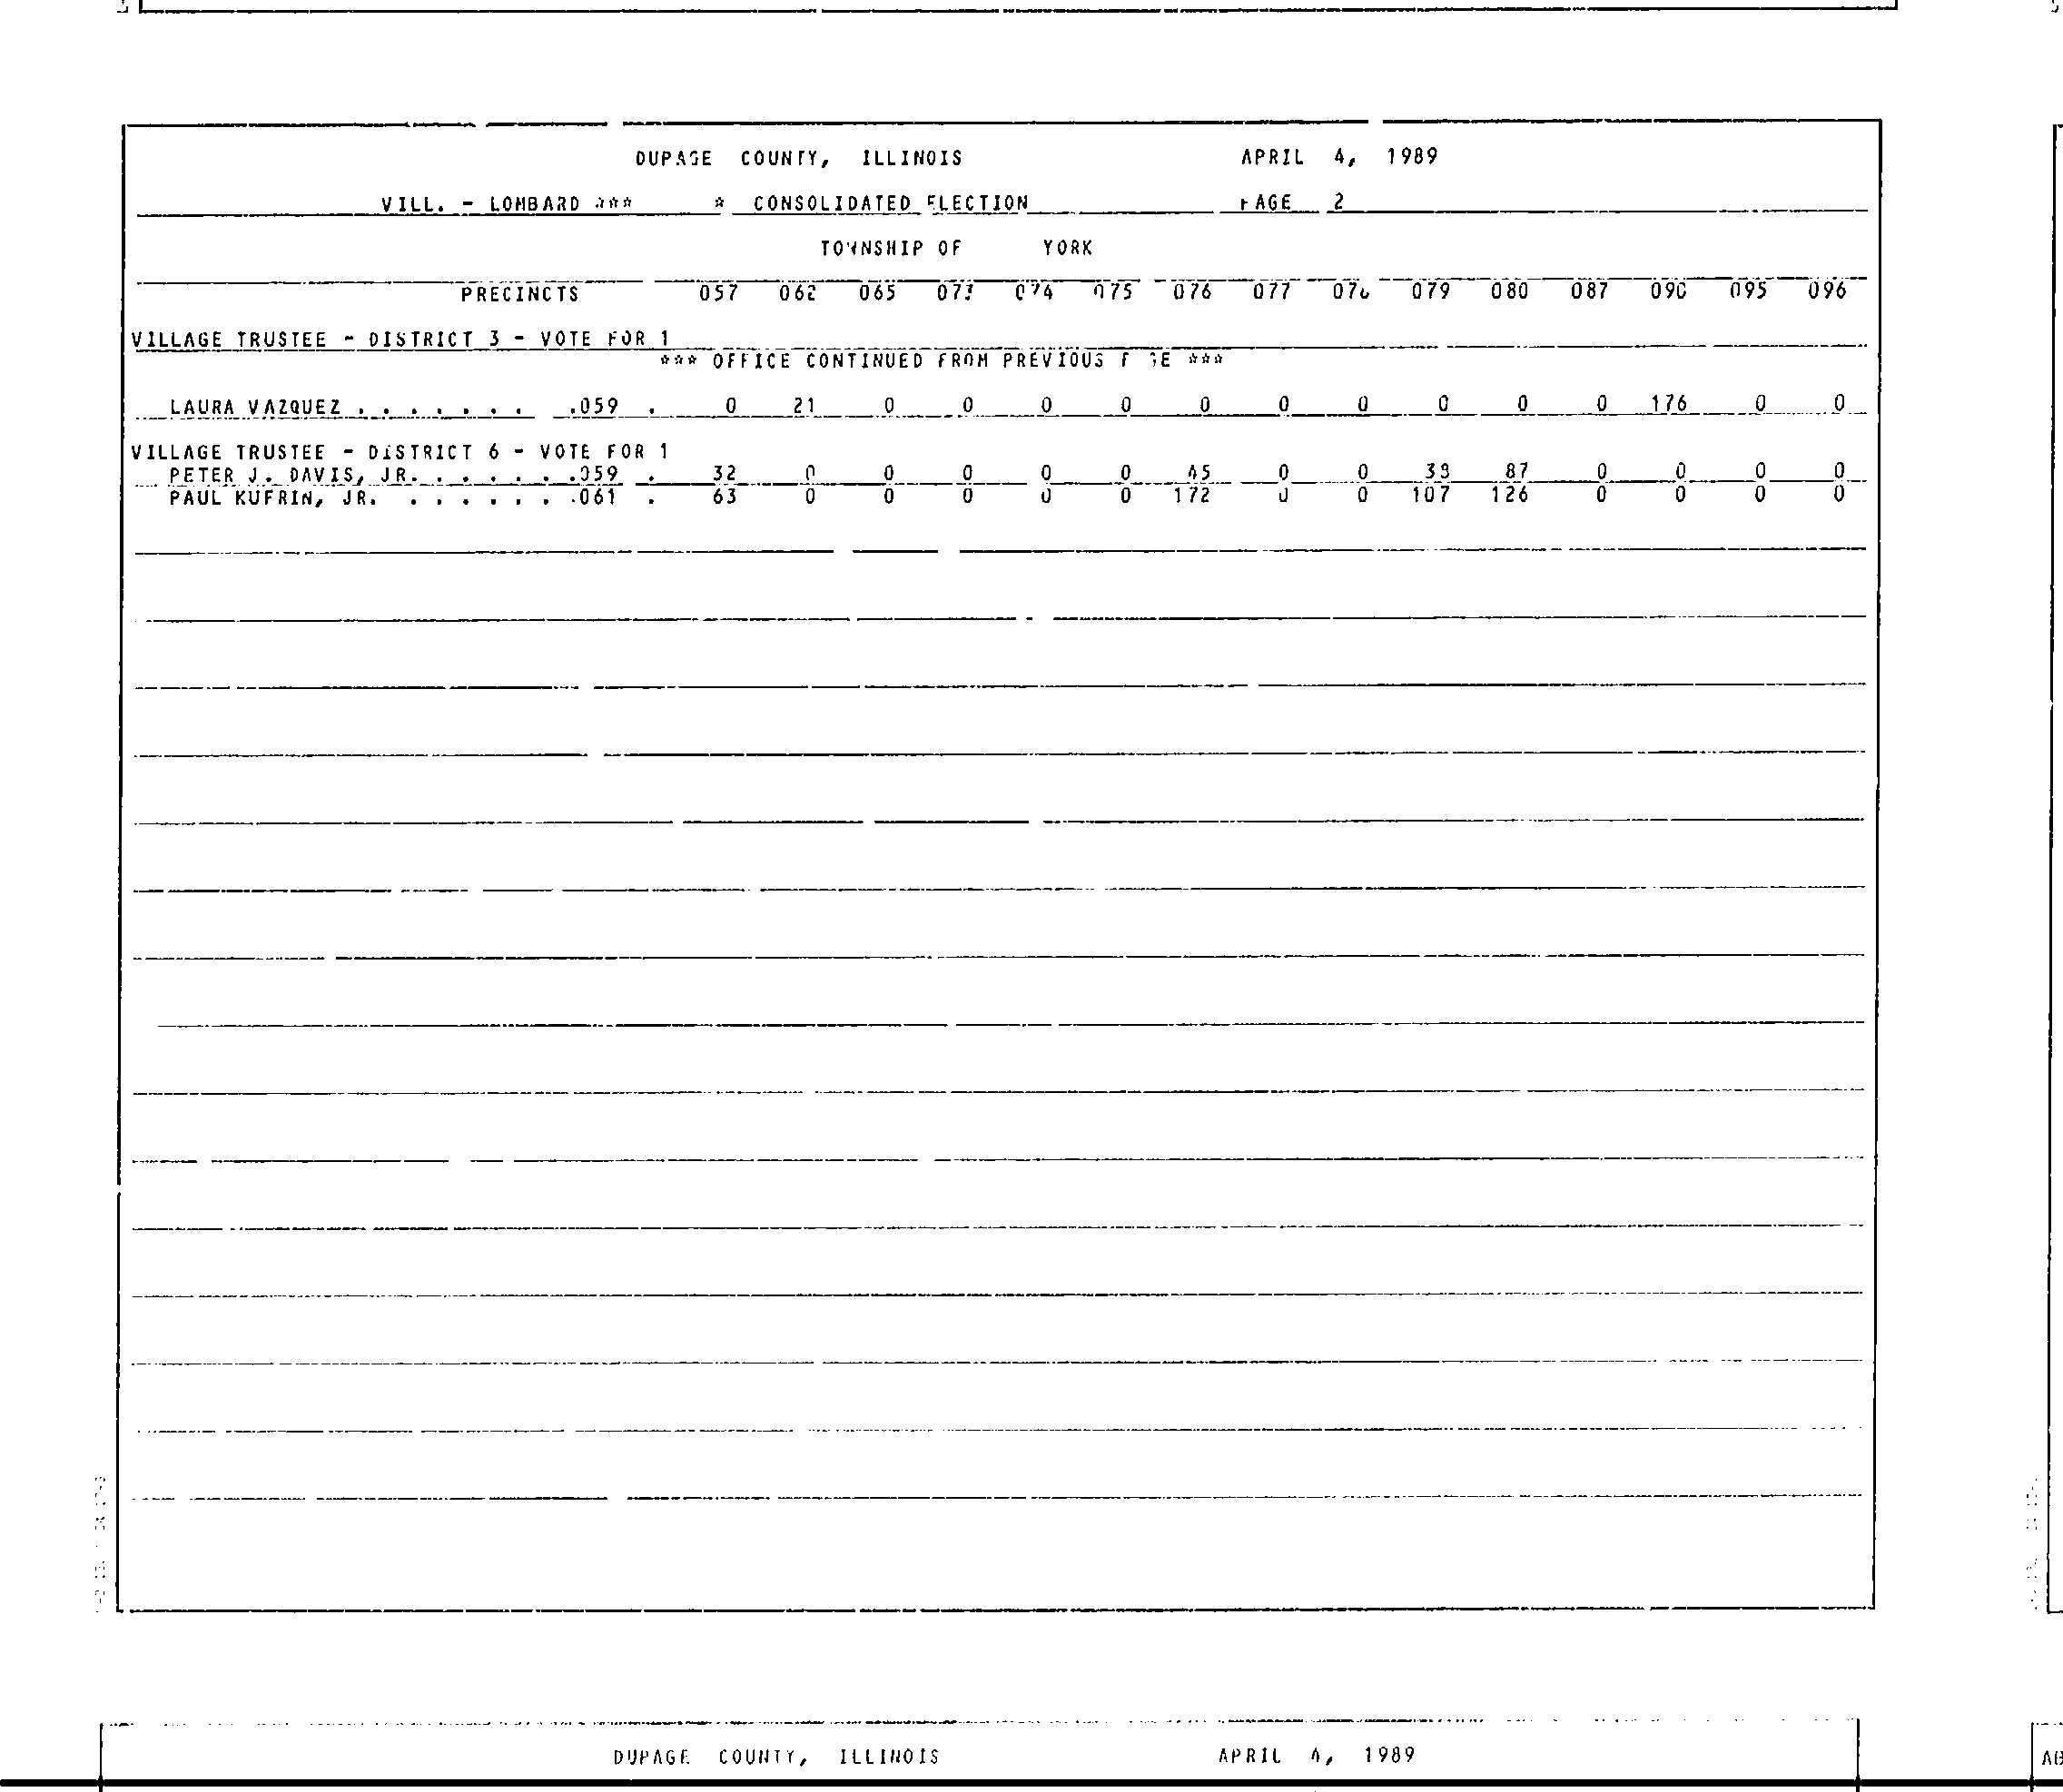 DUPAGE COUNTY, ILLINOIS APRIL 4, 1989
VILL. - LOMBARD *** * CONSOLIDATED ELECTION PAGE 2
TOWNSHIP OF YORK
PRECINCTS 057 062 065 073 074 075 076 077 079 080 087 090 095 096
VILLAGE TRUSTEE - DISTRICT 3 - VOTE FOR 1
*** OFFICE CONTINUED FROM PREVIOUS PAGE ***
LAURA VAZQUEZ . . . . . . . .059 . 0 21 0 0 0 0 0 0 0 0 0 0 176 0 0
VILLAGE TRUSTEE - DISTRICT 6 - VOTE FOR 1
PETER J. DAVIS, JR. . . . . . .059 . 32 0 0 0 0 0 45 0 0 87 0 0 0 0
PAUL KUFRIN, JR. . . . . . . .061 . 63 0 0 0 0 0 172 0 0 107 126 0 0 0 0
DUPAGE COUNTY, ILLINOIS APRIL 4, 1989